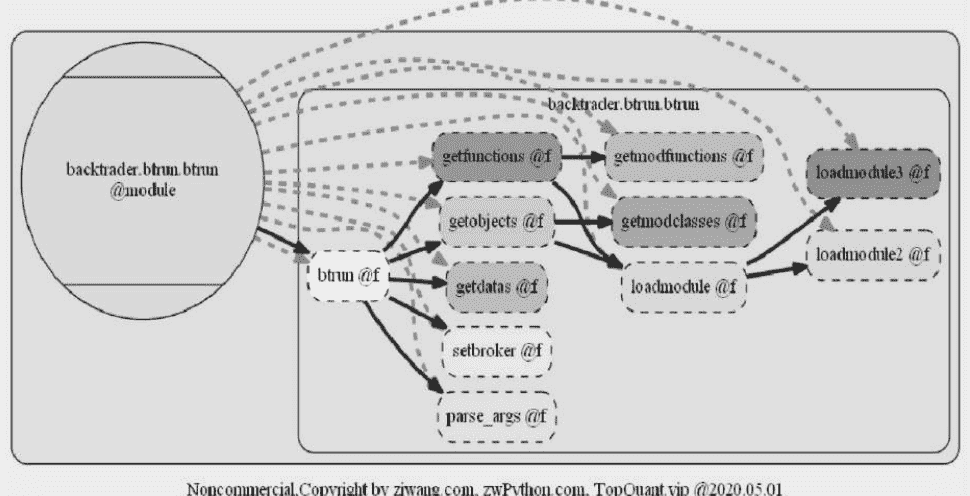 backtrader.btrun.btrun
backtrader.btrun.btrun
@module
getfunctions @f
getmodfunctions @f
loadmodule3 @f
getobjects @f
getmodclasses @f
loadmodule2 @f
btrun @f
getdatas @f
loadmodule @f
setbroker @f
parse_args @f
Noncommercial,Copyright by ziwang.com, zwPython.com, TopQuant.vip @2020.05.01